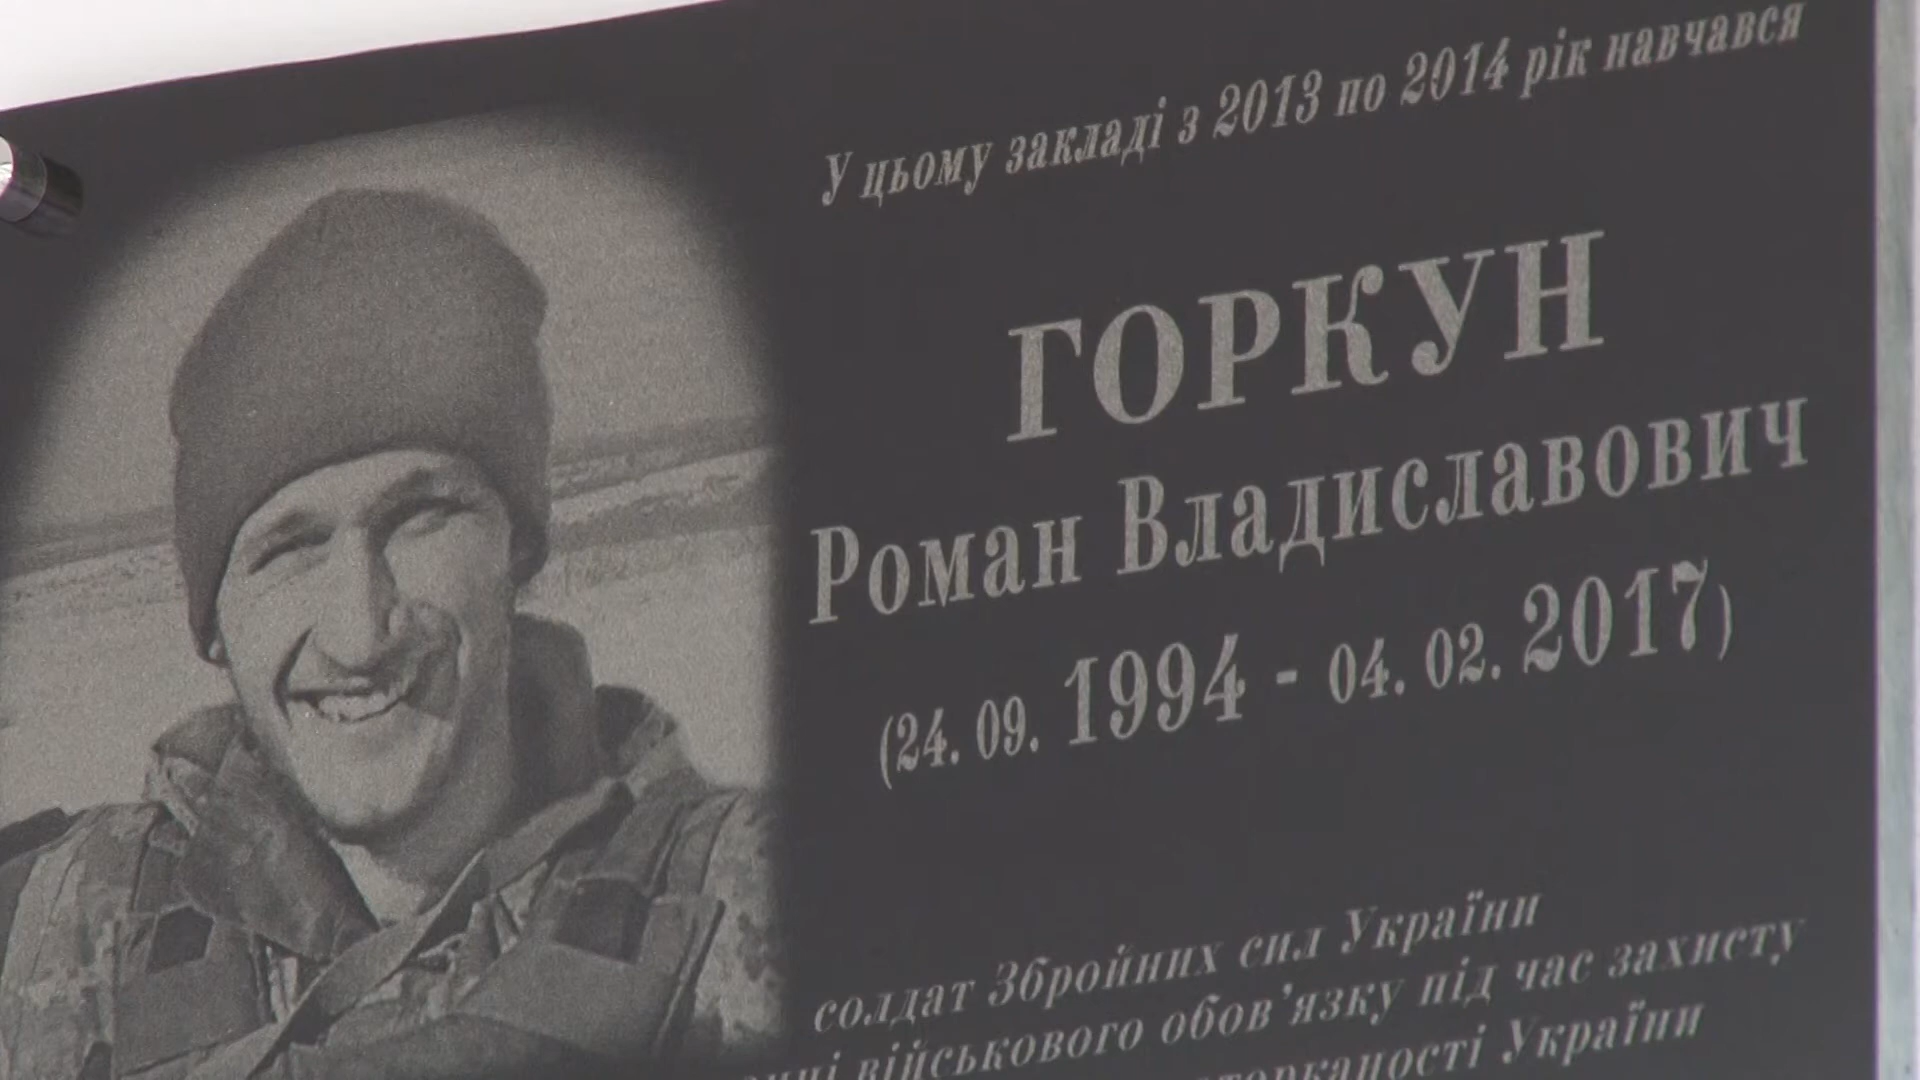 У цьому закладі з 2013 по 2014 рік навчався
ГОРКУН
Роман Владиславович
(24. 09. 1994 - 04. 02. 2017)
солдат Збройних сил України
військового обов’язку під час захисту
України